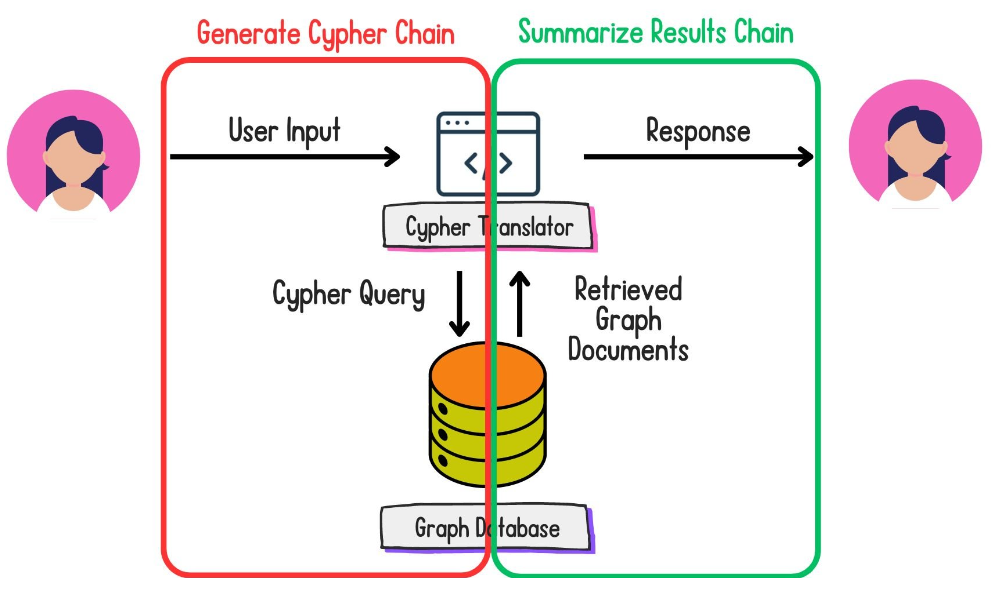 Generate Cypher Chain
Summarize Results Chain
User Input
Response
Cypher Translator
Cypher Query
Retrieved
Graph
Documents
Graph Database